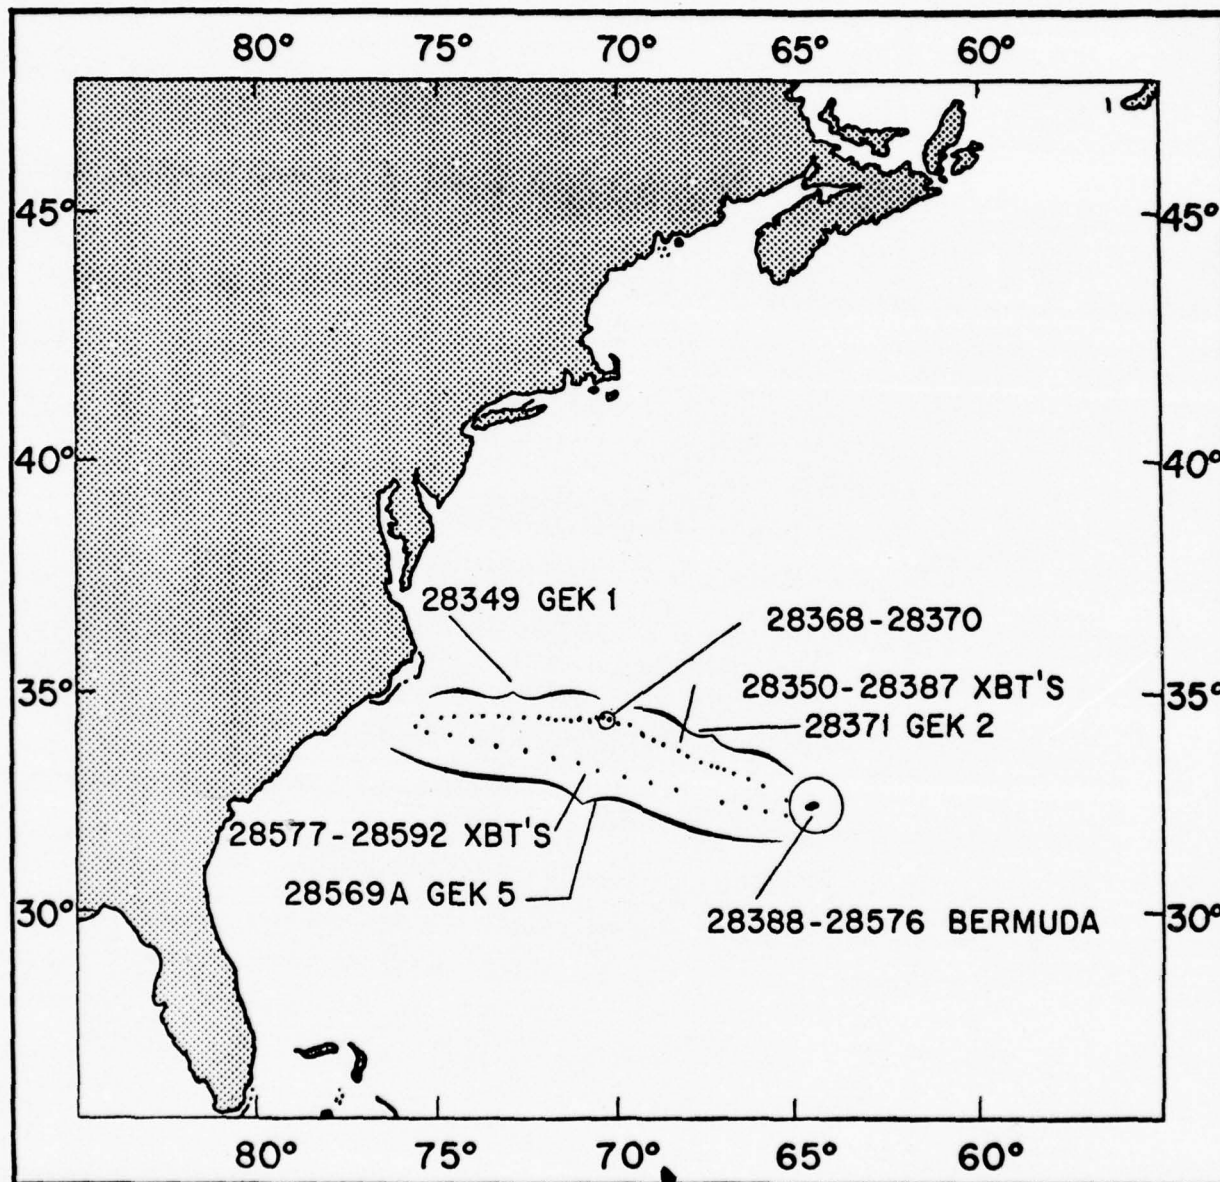 80° 75° 70° 65° 60°
45° 45°
40° 40°
28349 GEK 1
28368-28370
35° 35°
28350-28387 XBT'S
28371 GEK 2
28577-28592 XBT'S
28569A GEK 5
30° 30°
28388-28576 BERMUDA
80° 75° 70° 65° 60°